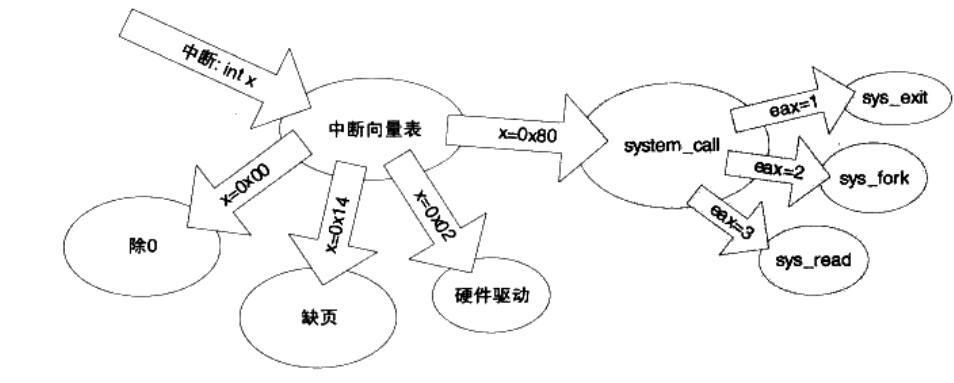 中断: int x
中断向量表
x=0x80
system_call
eax=1
sys_exit
eax=2
sys_fork
eax=3
sys_read
x=0x00
除0
x=0x14
缺页
x=0x02
硬件驱动